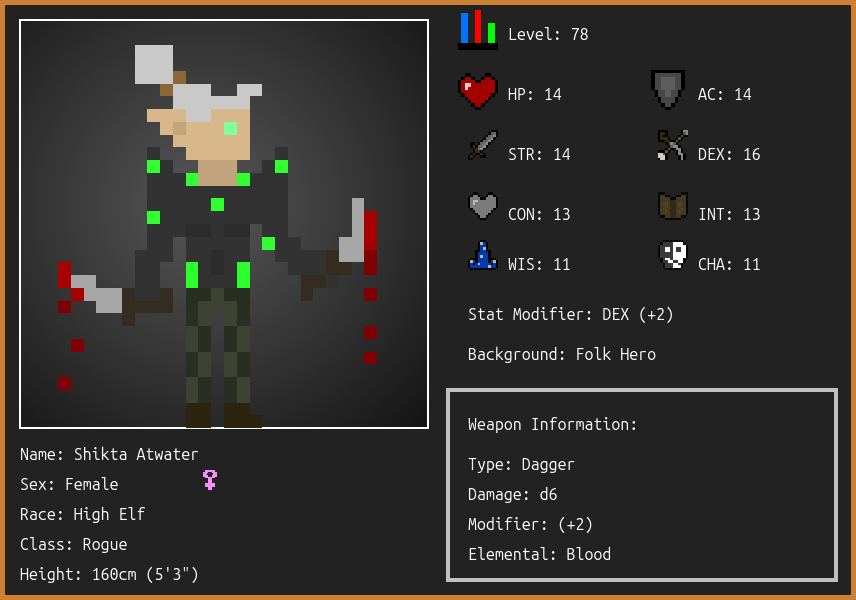 Level: 78
HP: 14
AC: 14
STR: 14
DEX: 16
CON: 13
INT: 13
WIS: 11
CHA: 11
Stat Modifier: DEX (+2)
Background: Folk Hero
Weapon Information:
Type: Dagger
Damage: d6
Modifier: (+2)
Elemental: Blood
Name: Shikta Atwater
Sex: Female
Race: High Elf
Class: Rogue
Height: 160cm (5'3")